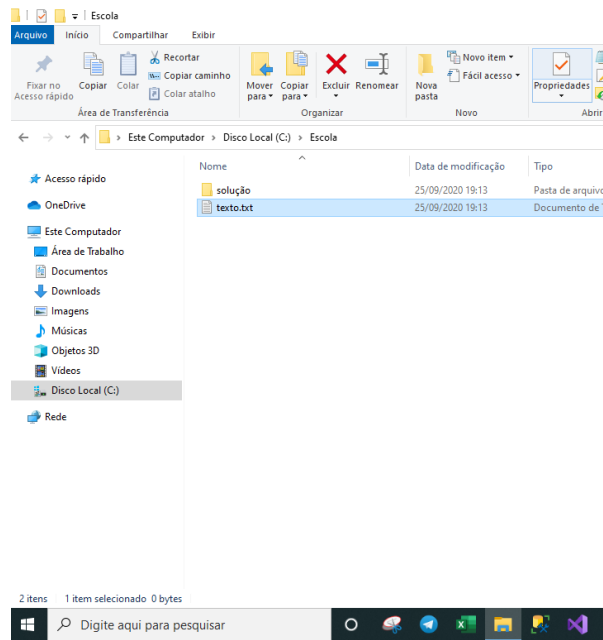 Escola
Arquivo Início Compartilhar Exibir
Fixar no Acesso rápido
Copiar
Colar
Recortar
Copiar caminho
Colar atalho
Área de Transferência
Mover para
Copiar para
Excluir
Renomear
Organizar
Nova pasta
Novo item
Fácil acesso
Novo
Propriedades
Abrir
Este Computador > Disco Local (C:) > Escola
Nome Data de modificação Tipo
solução 25/09/2020 19:13 Pasta de arquivo
texto.txt 25/09/2020 19:13 Documento de
Acesso rápido
OneDrive
Este Computador
Área de Trabalho
Documentos
Downloads
Imagens
Músicas
Objetos 3D
Vídeos
Disco Local (C:)
Rede
2 itens 1 item selecionado 0 bytes
Digite aqui para pesquisar